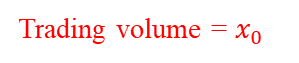 Trading volume = x₀